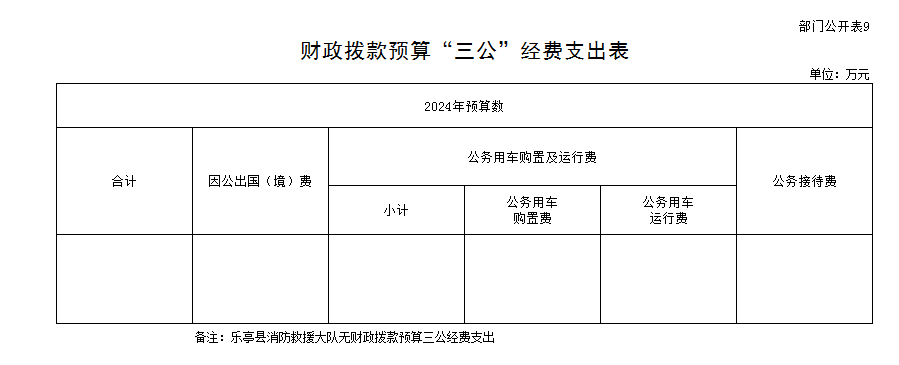 部门公开表9
财政拨款预算“三公”经费支出表
单位：万元
2024年预算数
合计
因公出国（境）费
公务用车购置及运行费
公务接待费
小计
公务用车
购置费
公务用车
运行费
备注：乐亭县消防救援大队无财政拨款预算三公经费支出